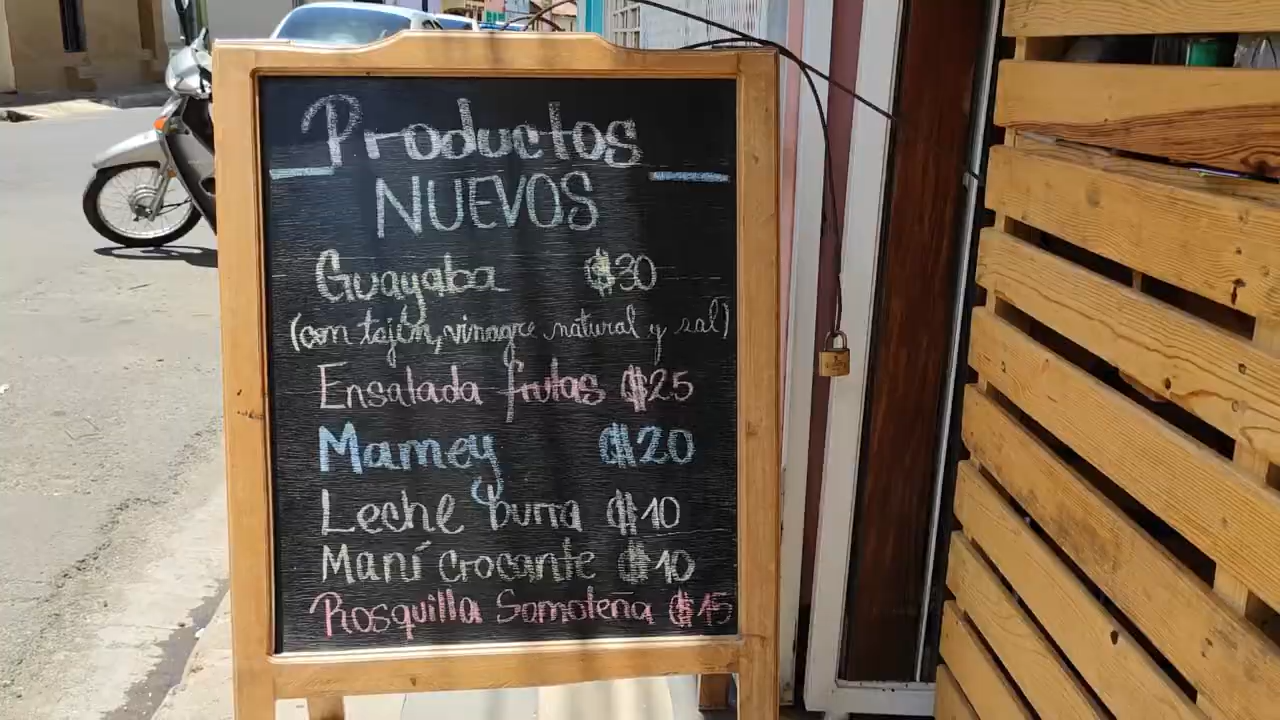 Productos
NUEVOS
Guayaba ₡30
(con tajín, vinagre natural y sal)
Ensalada frutas ₡25
Mamey ₡20
Leche burra ₡10
Maní crocante ₡10
Rosquilla Somoteña ₡15